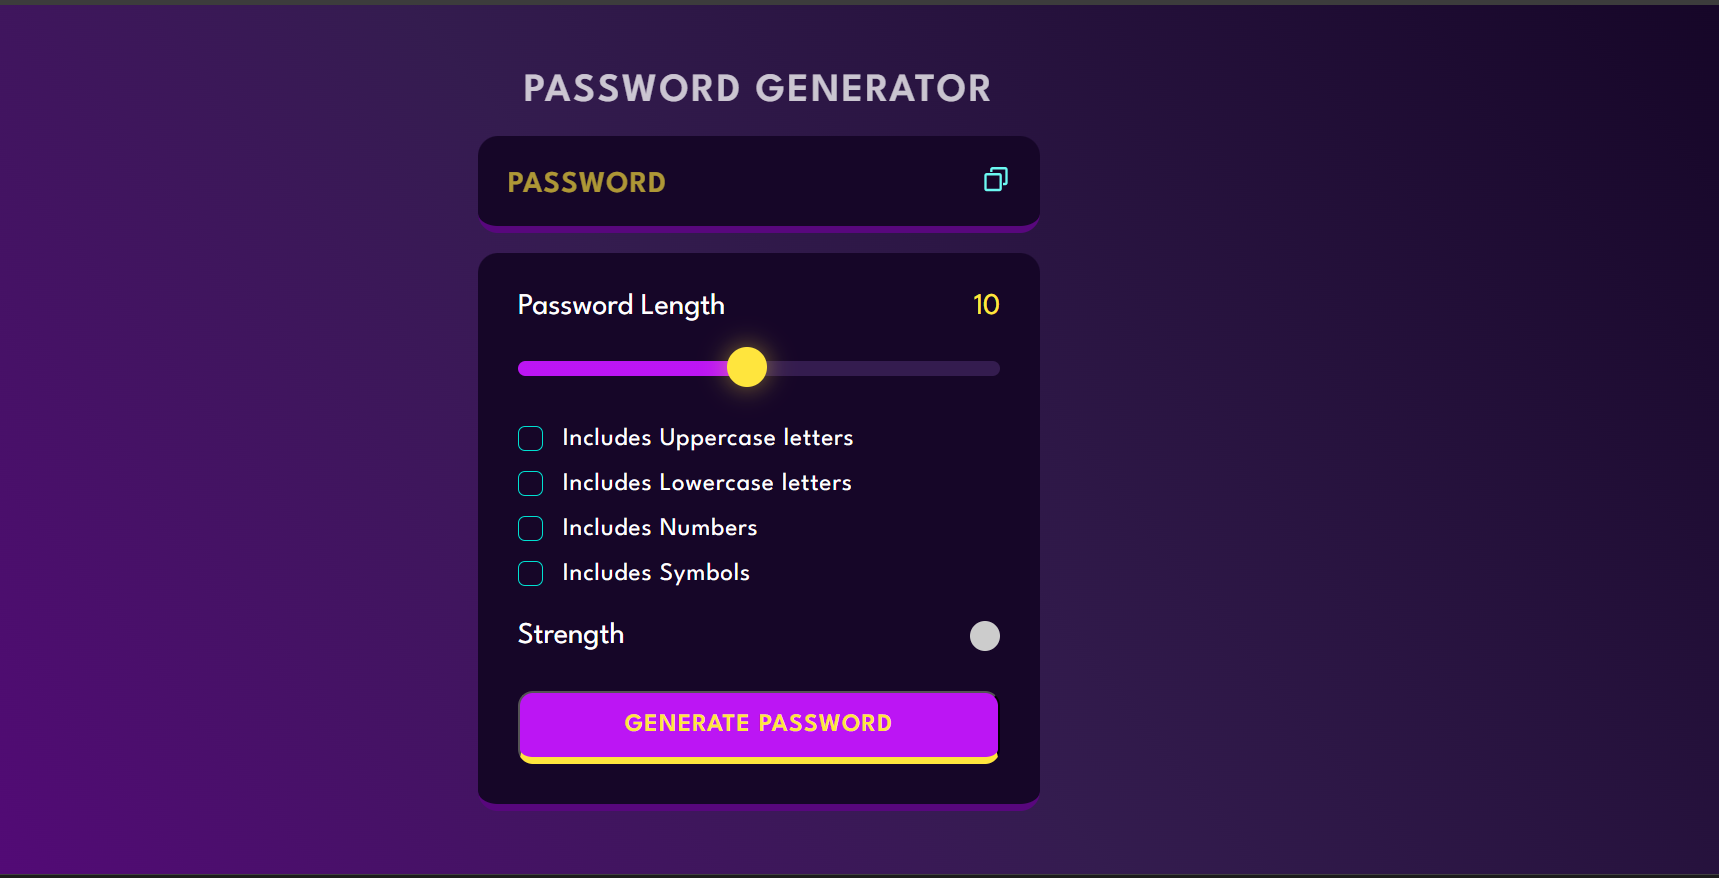 PASSWORD GENERATOR
PASSWORD
Password Length 10
Includes Uppercase letters
Includes Lowercase letters
Includes Numbers
Includes Symbols
Strength
GENERATE PASSWORD